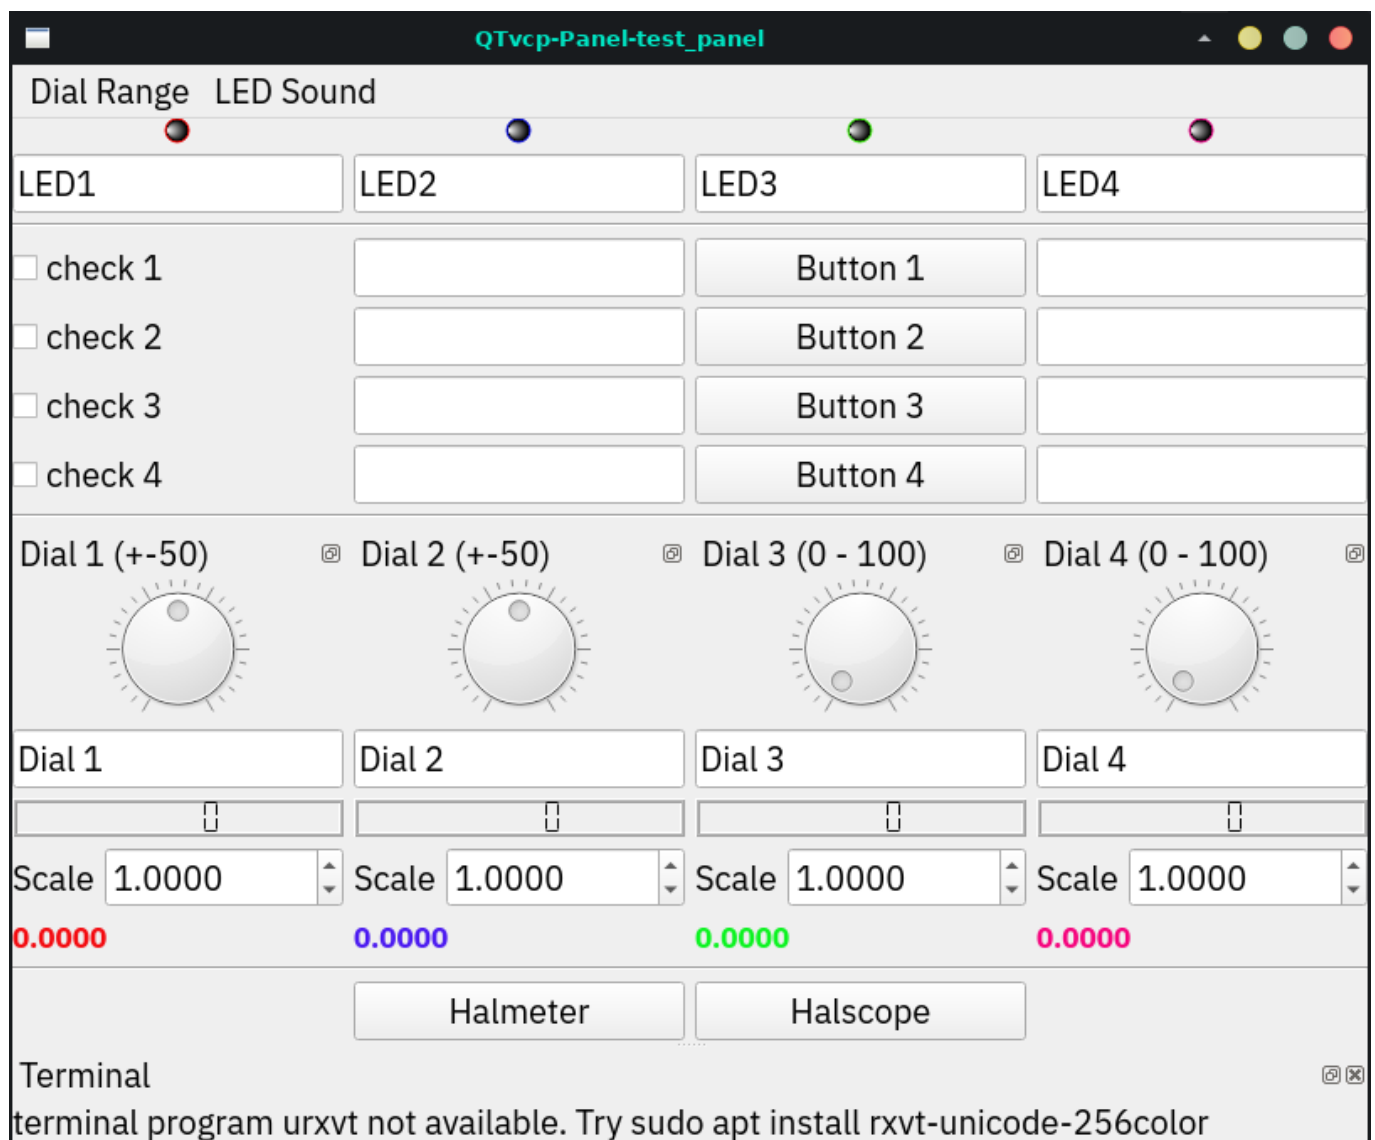 QTvcp-Panel-test_panel
Dial Range LED Sound
LED1 LED2 LED3 LED4
check 1 Button 1
check 2 Button 2
check 3 Button 3
check 4 Button 4
Dial 1 (+-50) Dial 2 (+-50) Dial 3 (0 - 100) Dial 4 (0 - 100)
Dial 1 Dial 2 Dial 3 Dial 4
0 0 0 0
Scale 1.0000 Scale 1.0000 Scale 1.0000 Scale 1.0000
0.0000 0.0000 0.0000 0.0000
Halmeter Halscope
Terminal
terminal program urxvt not available. Try sudo apt install rxvt-unicode-256color